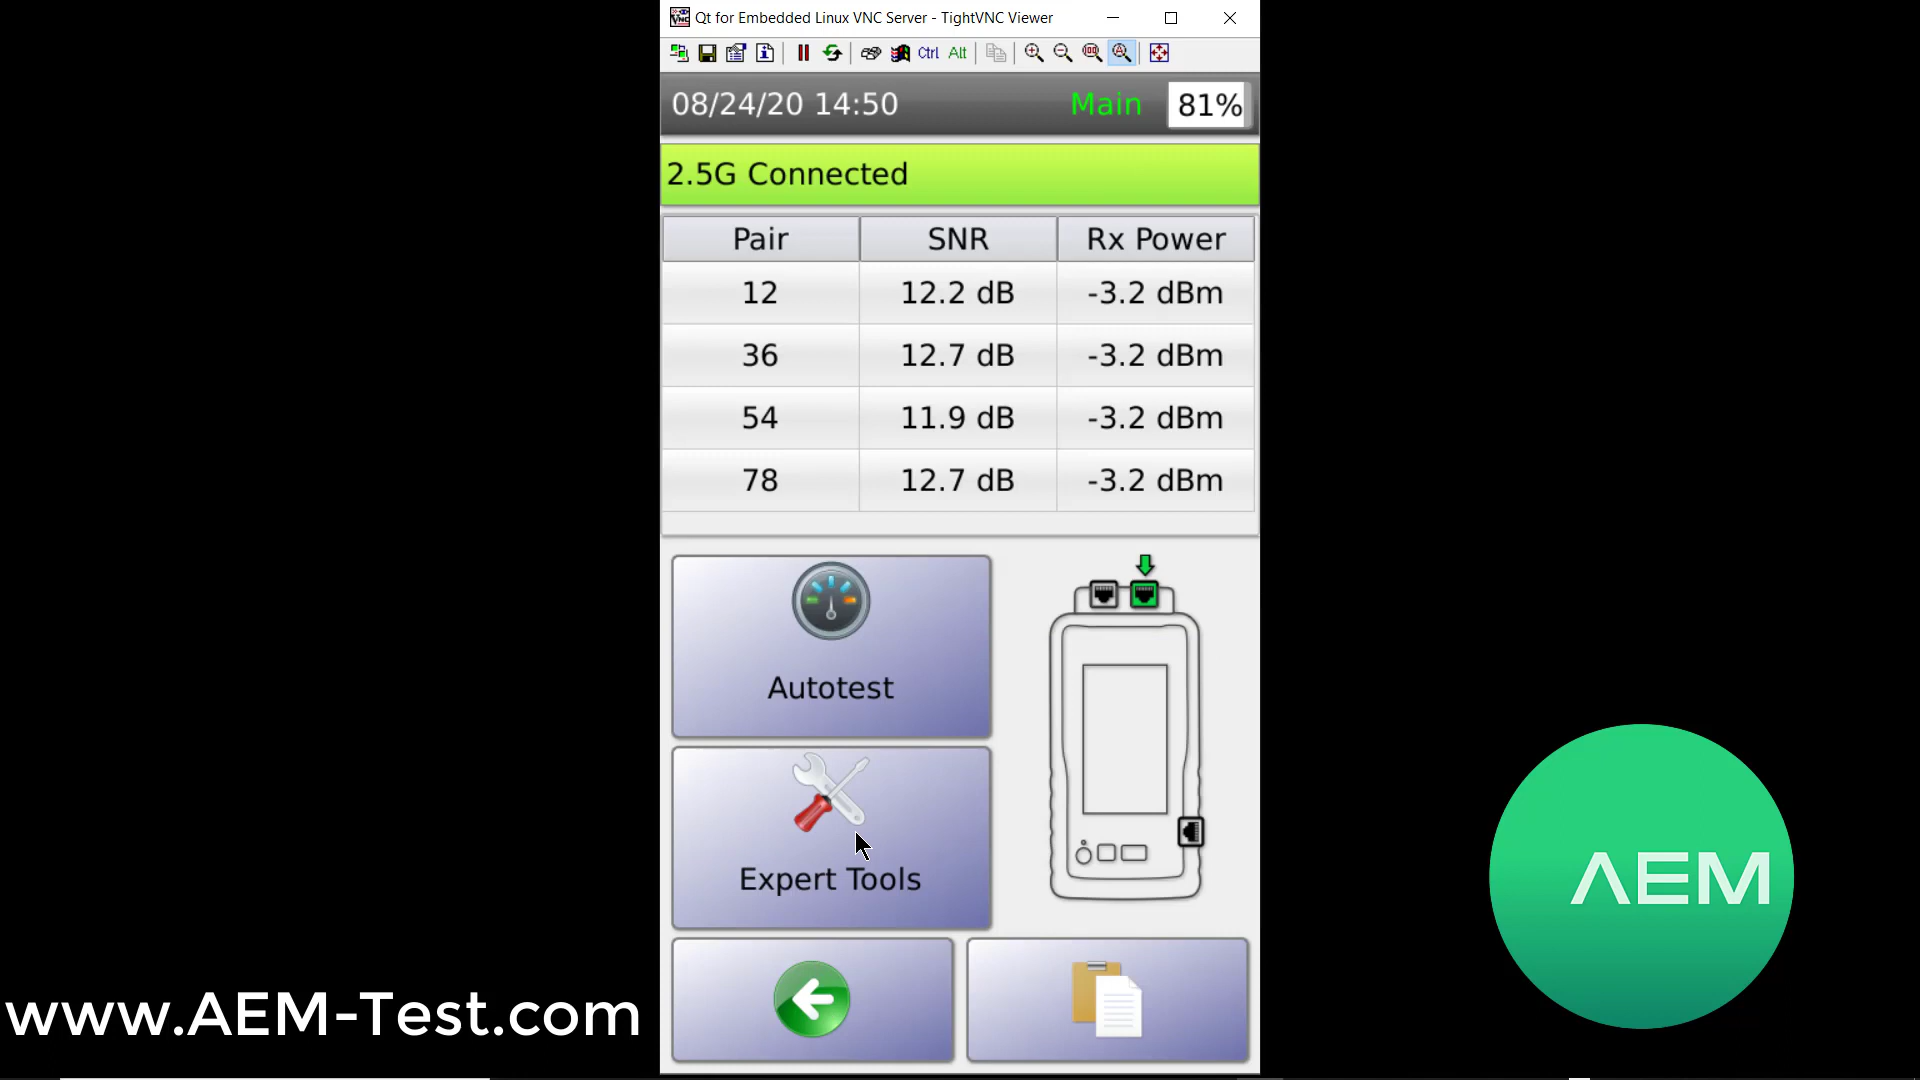 Qt for Embedded Linux VNC Server - TightVNC Viewer
Ctrl Alt
08/24/20 14:50 Main 81%
2.5G Connected
Pair SNR Rx Power
12 12.2 dB -3.2 dBm
36 12.7 dB -3.2 dBm
54 11.9 dB -3.2 dBm
78 12.7 dB -3.2 dBm
Autotest
Expert Tools
www.AEM-Test.com
AEM